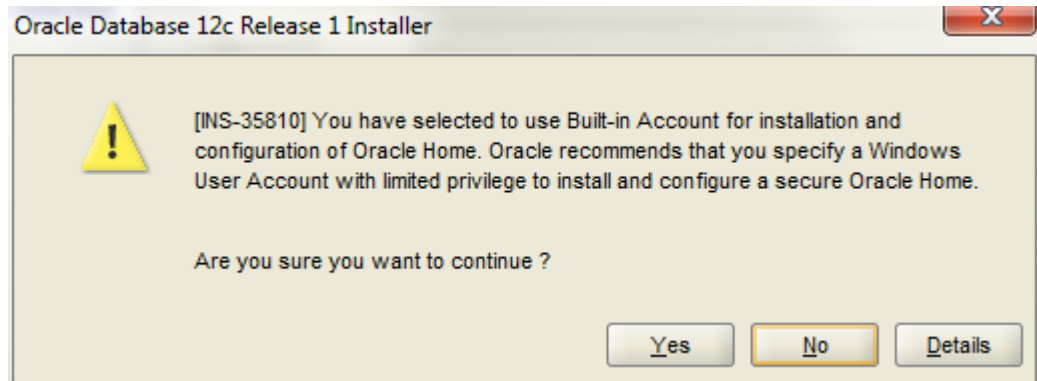 Oracle Database 12c Release 1 Installer
[INS-35810] You have selected to use Built-in Account for installation and
configuration of Oracle Home. Oracle recommends that you specify a Windows
User Account with limited privilege to install and configure a secure Oracle Home.
Are you sure you want to continue ?
Yes No Details